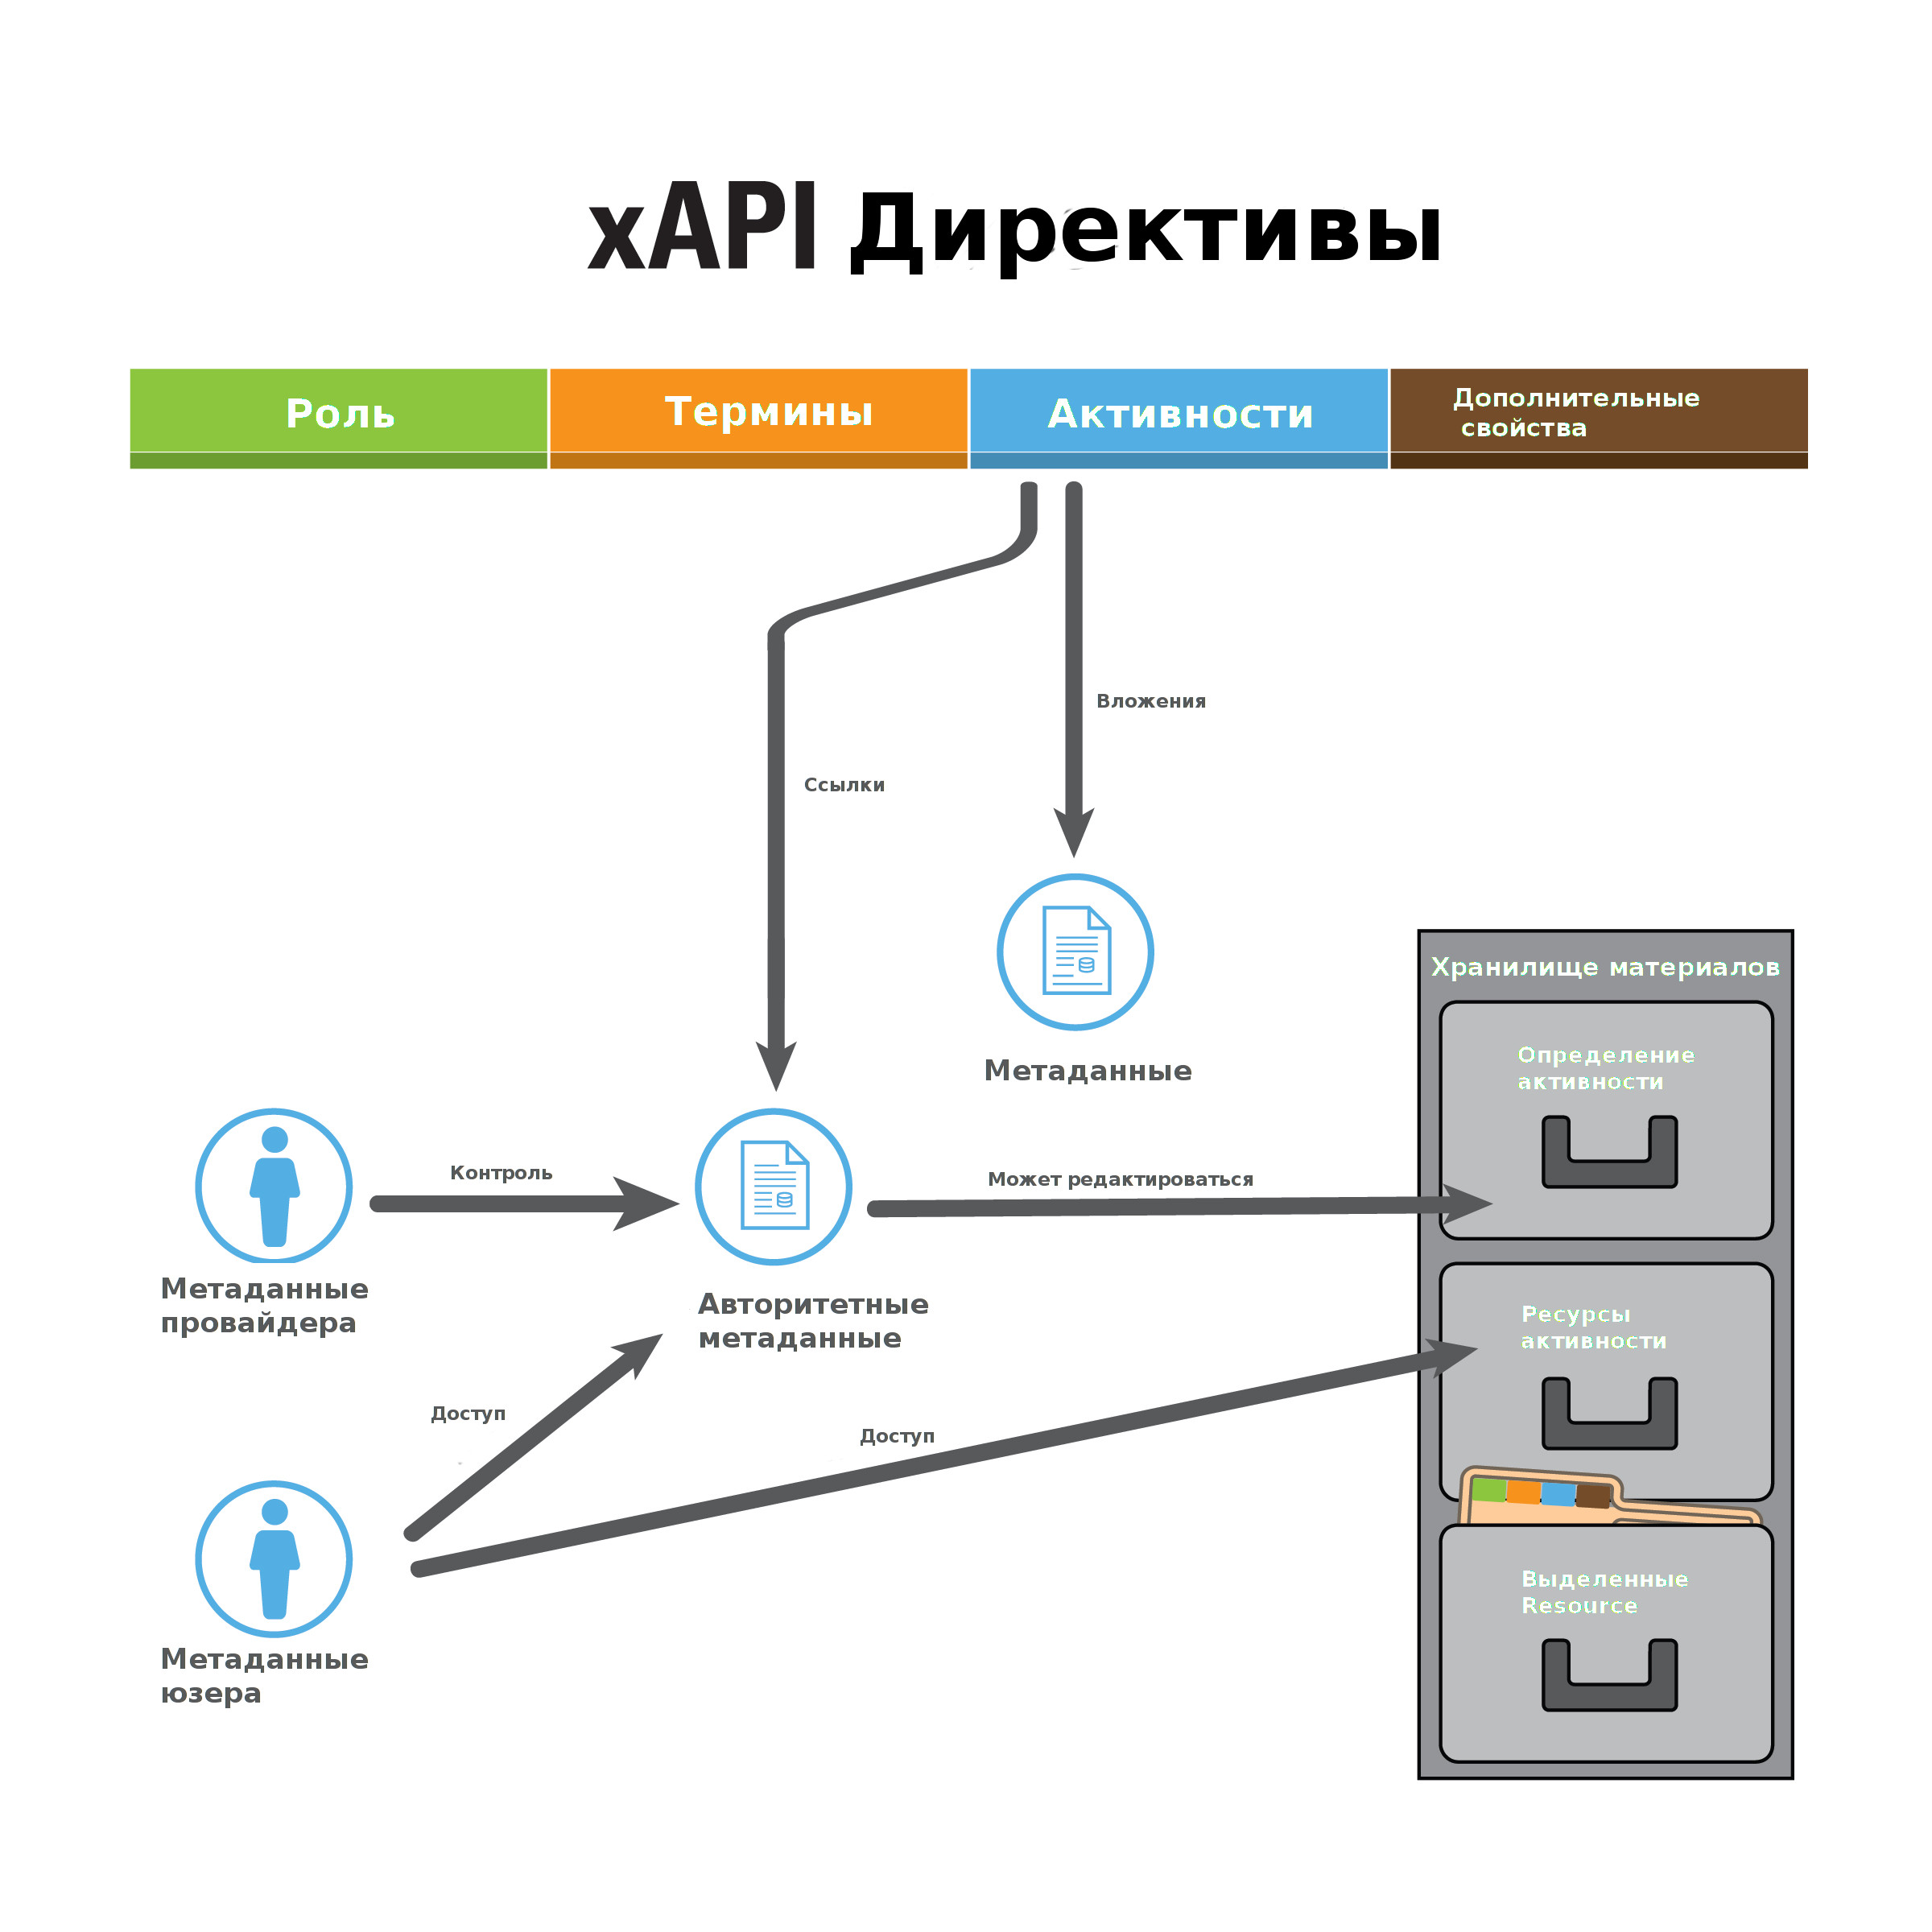 xAPI Директивы
Роль
Термины
Активности
Дополнительные
свойства
Вложения
Ссылки
Метаданные
Хранилище материалов
Определение
активности
Контроль
Может редактироваться
Метаданные
провайдера
Авторитетные
метаданные
Ресурсы
активности
Доступ
Доступ
Выделенные
Resource
Метаданные
юзера